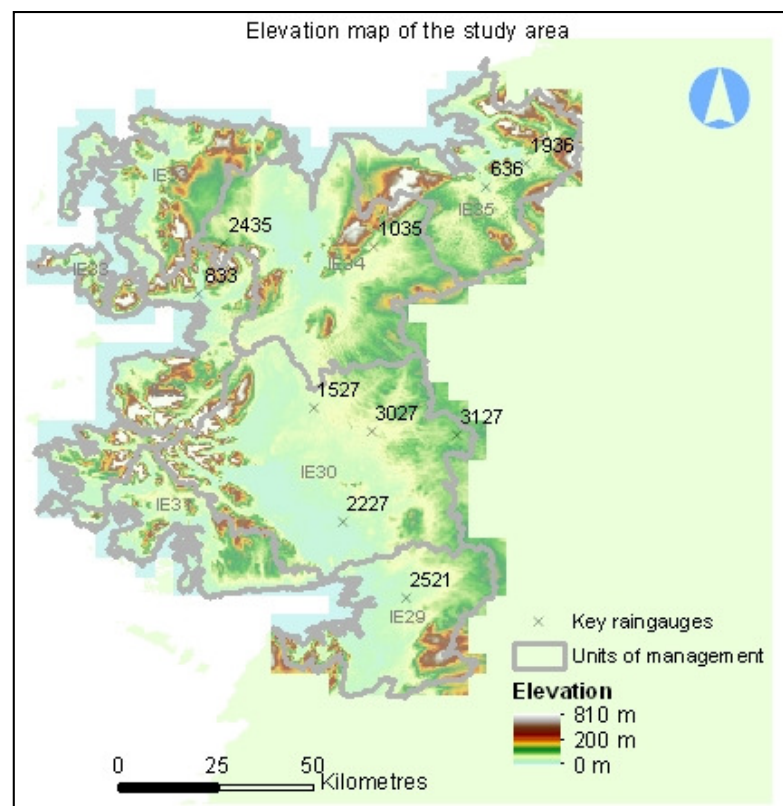 Elevation map of the study area
1936
636
IE33
IE35
2435
1035
IE34
IE33
833
1527
3027
3127
IE30
IE31
2227
2521
IE29
Key raingauges
Units of management
Elevation
810 m
200 m
0 m
0 25 50
Kilometres